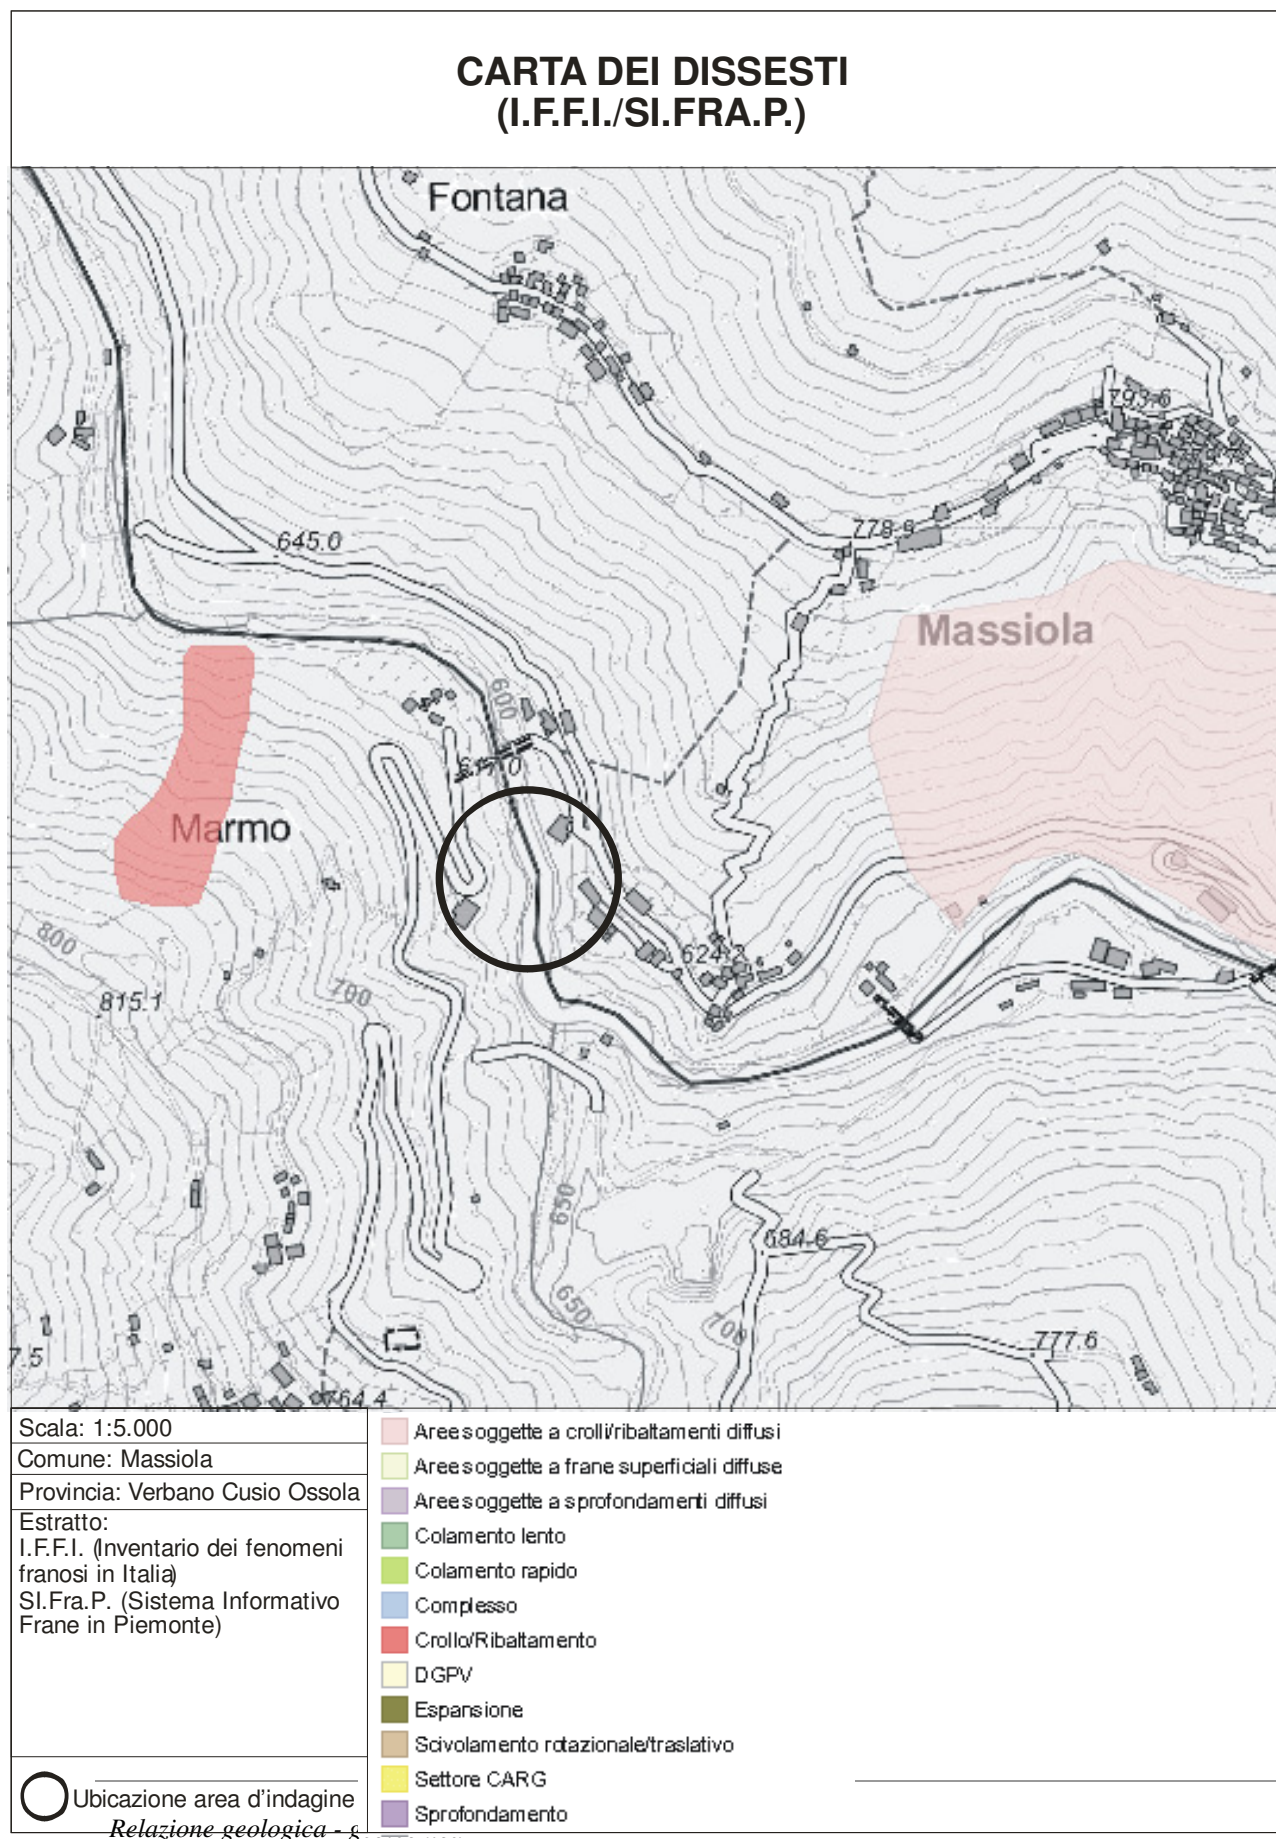 CARTA DEI DISSESTI
(I.F.F.I./SI.FRA.P.)
Fontana
793.6
778.9
645.0
Massiola
600
617.0
Marmo
800
624.2
700
815.1
650
684.6
650
700
777.6
7.5
764.4
Scala: 1:5.000
Comune: Massiola
Provincia: Verbano Cusio Ossola
Estratto:
I.F.F.I. (Inventario dei fenomeni
franosi in Italia)
SI.Fra.P. (Sistema Informativo
Frane in Piemonte)
Ubicazione area d'indagine
Relazione geologica - g
Aree soggette a crolli/ribaltamenti diffusi
Aree soggette a frane superficiali diffuse
Aree soggette a sprofondamenti diffusi
Colamento lento
Colamento rapido
Complesso
Crollo/Ribaltamento
DGPV
Espansione
Scivolamento rotazionale/traslativo
Settore CARG
Sprofondamento